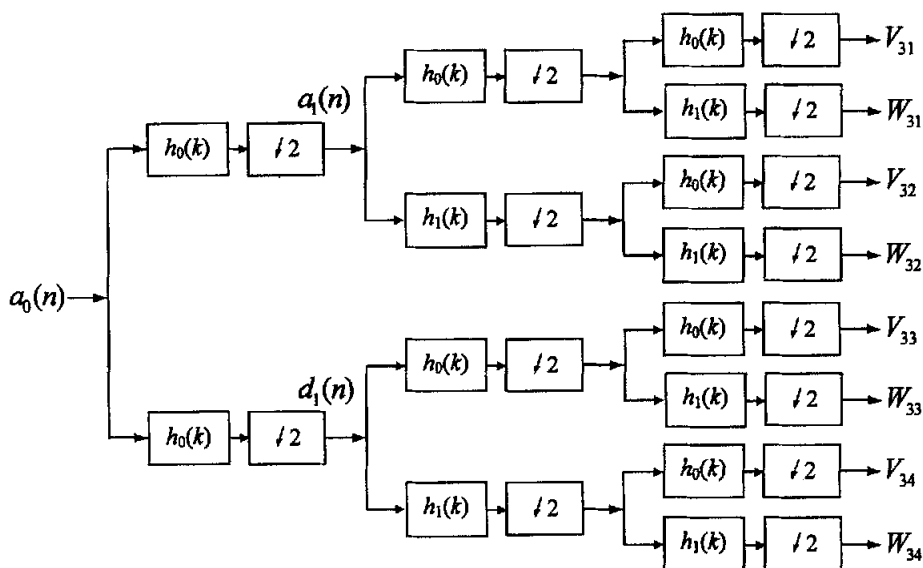 h₀(k) ↓2 V₃₁
h₀(k) ↓2
a₁(n) h₁(k) ↓2 W₃₁
h₀(k) ↓2
h₀(k) ↓2 V₃₂
h₁(k) ↓2
h₁(k) ↓2 W₃₂
a₀(n)
h₀(k) ↓2 V₃₃
h₀(k) ↓2
d₁(n) h₁(k) ↓2 W₃₃
h₀(k) ↓2
h₀(k) ↓2 V₃₄
h₁(k) ↓2
h₁(k) ↓2 W₃₄